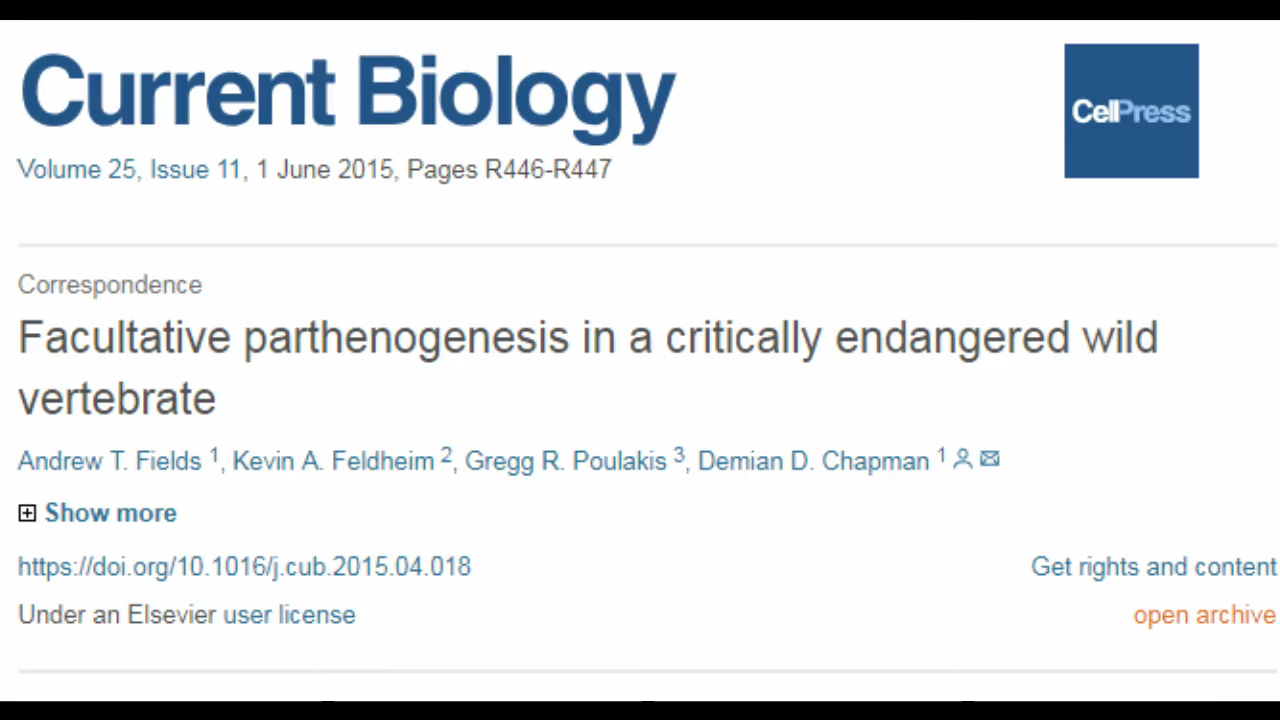 Current Biology
CellPress
Volume 25, Issue 11, 1 June 2015, Pages R446-R447
Correspondence
Facultative parthenogenesis in a critically endangered wild
vertebrate
Andrew T. Fields 1, Kevin A. Feldheim 2, Gregg R. Poulakis 3, Demian D. Chapman 1
Show more
https://doi.org/10.1016/j.cub.2015.04.018
Get rights and content
Under an Elsevier user license
open archive